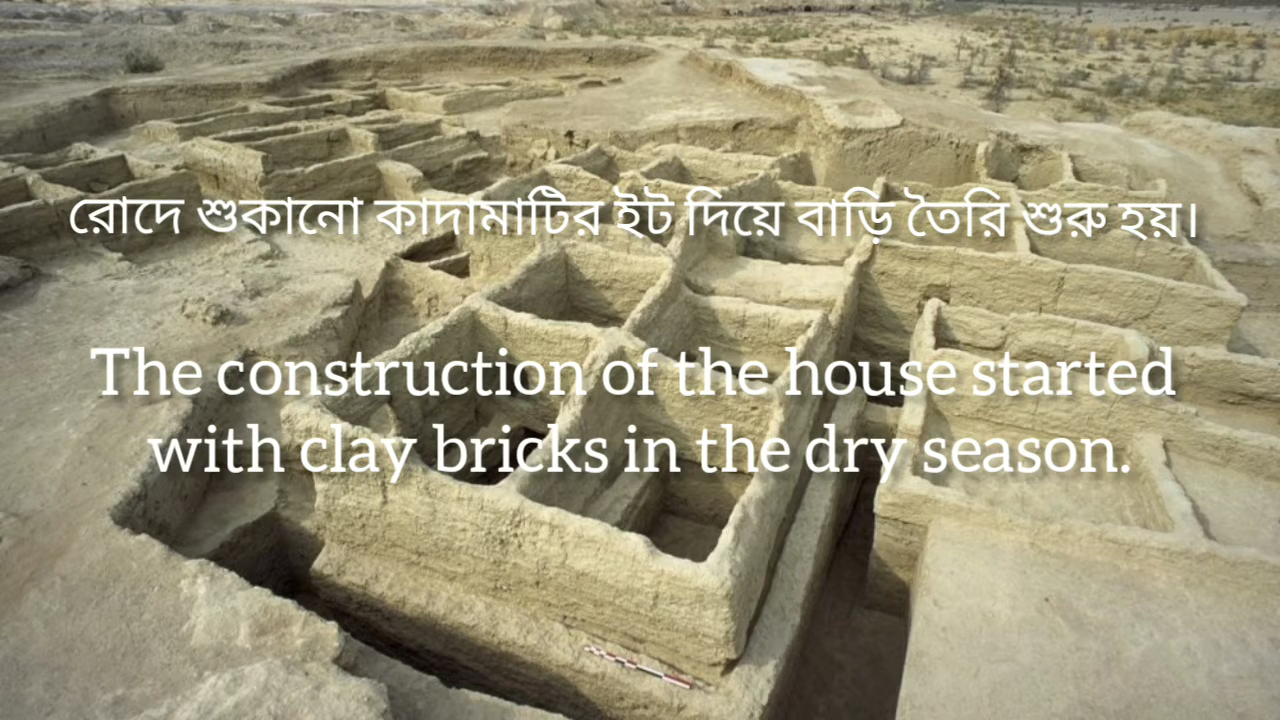 রোদে শুকানো কাদামাটির ইট দিয়ে বাড়ি তৈরি শুরু হয়।
The construction of the house started
with clay bricks in the dry season.